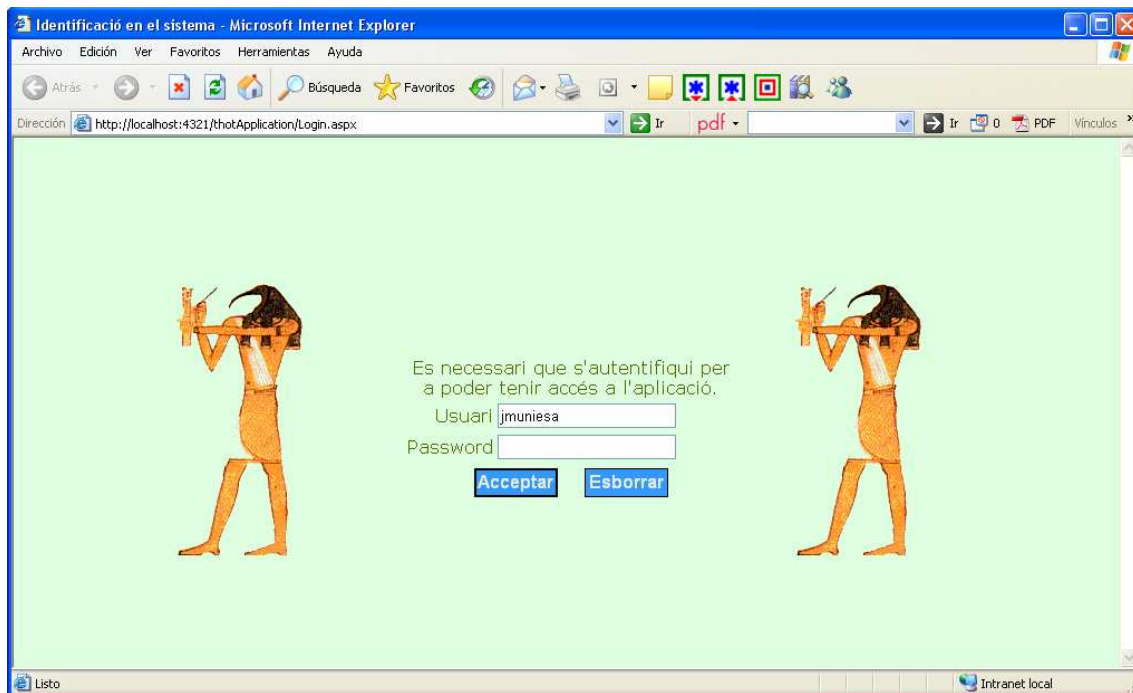 Identificació en el sistema - Microsoft Internet Explorer
Archivo Edición Ver Favoritos Herramientas Ayuda
Atrás Búsqueda Favoritos
Dirección http://localhost:4321/thotApplication/Login.aspx Ir pdf Ir 0 PDF Vínculos »
Es necessari que s'autentifiqui per
a poder tenir accés a l'aplicació.
Usuari jmuniesa
Password
Acceptar Esborrar
Listo Intranet local